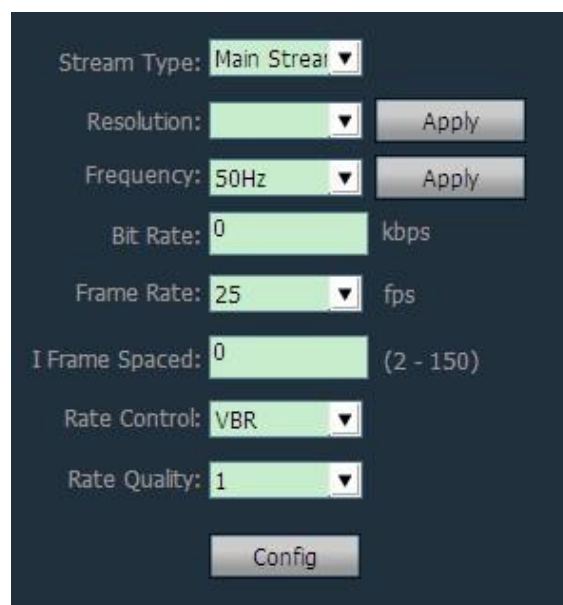 Stream Type: Main Strea
Resolution: Apply
Frequency: 50Hz Apply
Bit Rate: 0 kbps
Frame Rate: 25 fps
I Frame Spaced: 0 (2 - 150)
Rate Control: VBR
Rate Quality: 1
Config